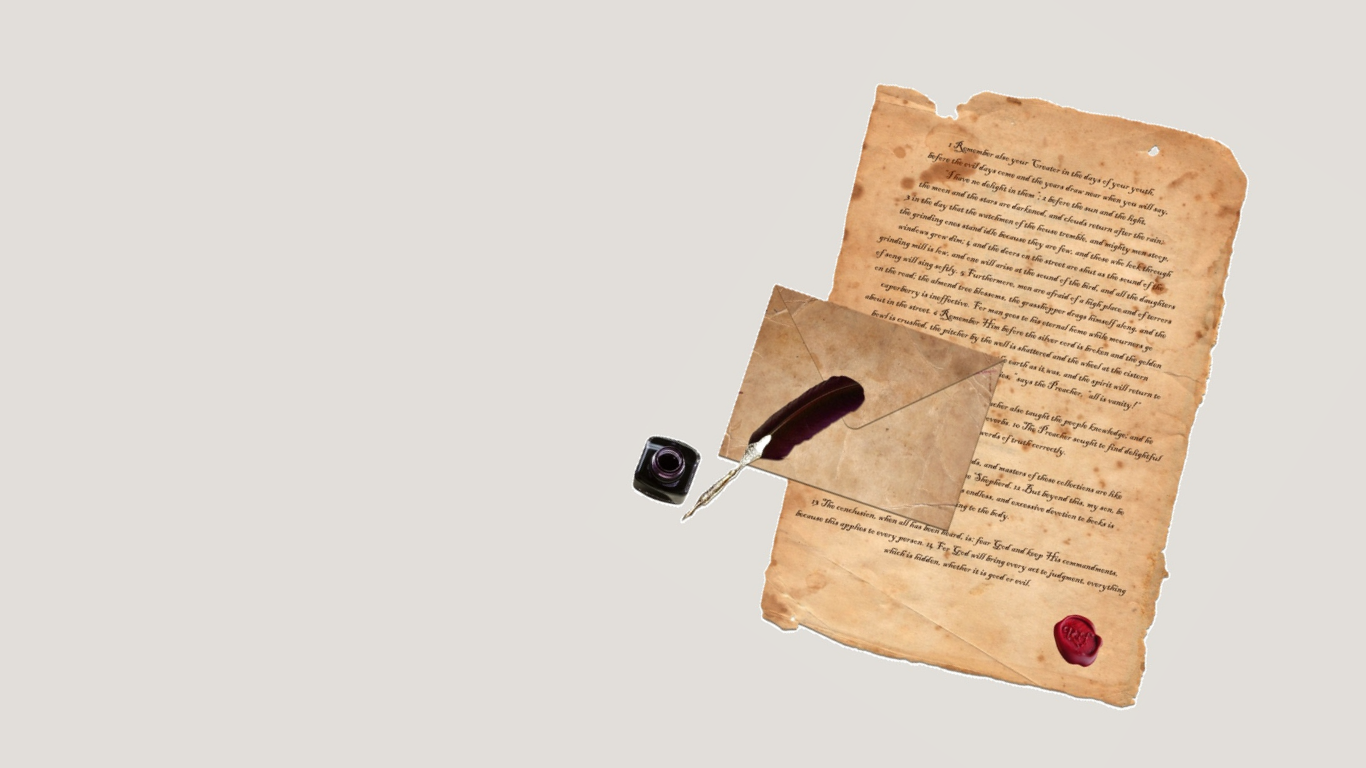 1 Remember also your Creator in the days of your youth,
before the evil days come and the years draw near when you will say,
"I have no delight in them"; 2 before the sun and the light,
the moon and the stars are darkened, and clouds return after the rain;
3 in the day that the watchmen of the house tremble, and mighty men stoop,
the grinding ones stand idle because they are few, and those who look through
windows grow dim; 4 and the doors on the street are shut as the sound of the
grinding mill is low, and one will arise at the sound of the bird, and all the daughters
of song will sing softly. 5 Furthermore, men are afraid of a high place and of terrors
on the road; the almond tree blossoms, the grasshopper drags himself along, and the
caperberry is ineffective. For man goes to his eternal home while mourners go
about in the street. 6 Remember Him before the silver cord is broken and the golden
bowl is crushed, the pitcher by the well is shattered and the wheel at the cistern
earth as it was, and the spirit will return to
says the Preacher, "all is vanity!"
also taught the people knowledge; and he
10 The Preacher sought to find delightful
words of truth correctly.
and masters of these collections are like
Shepherd. 12 But beyond this, my son, be
endless, and excessive devotion to books is
to the body.
13 The conclusion, when all has been heard, is: fear God and keep His commandments,
because this applies to every person. 14 For God will bring every act to judgment, everything
which is hidden, whether it is good or evil.